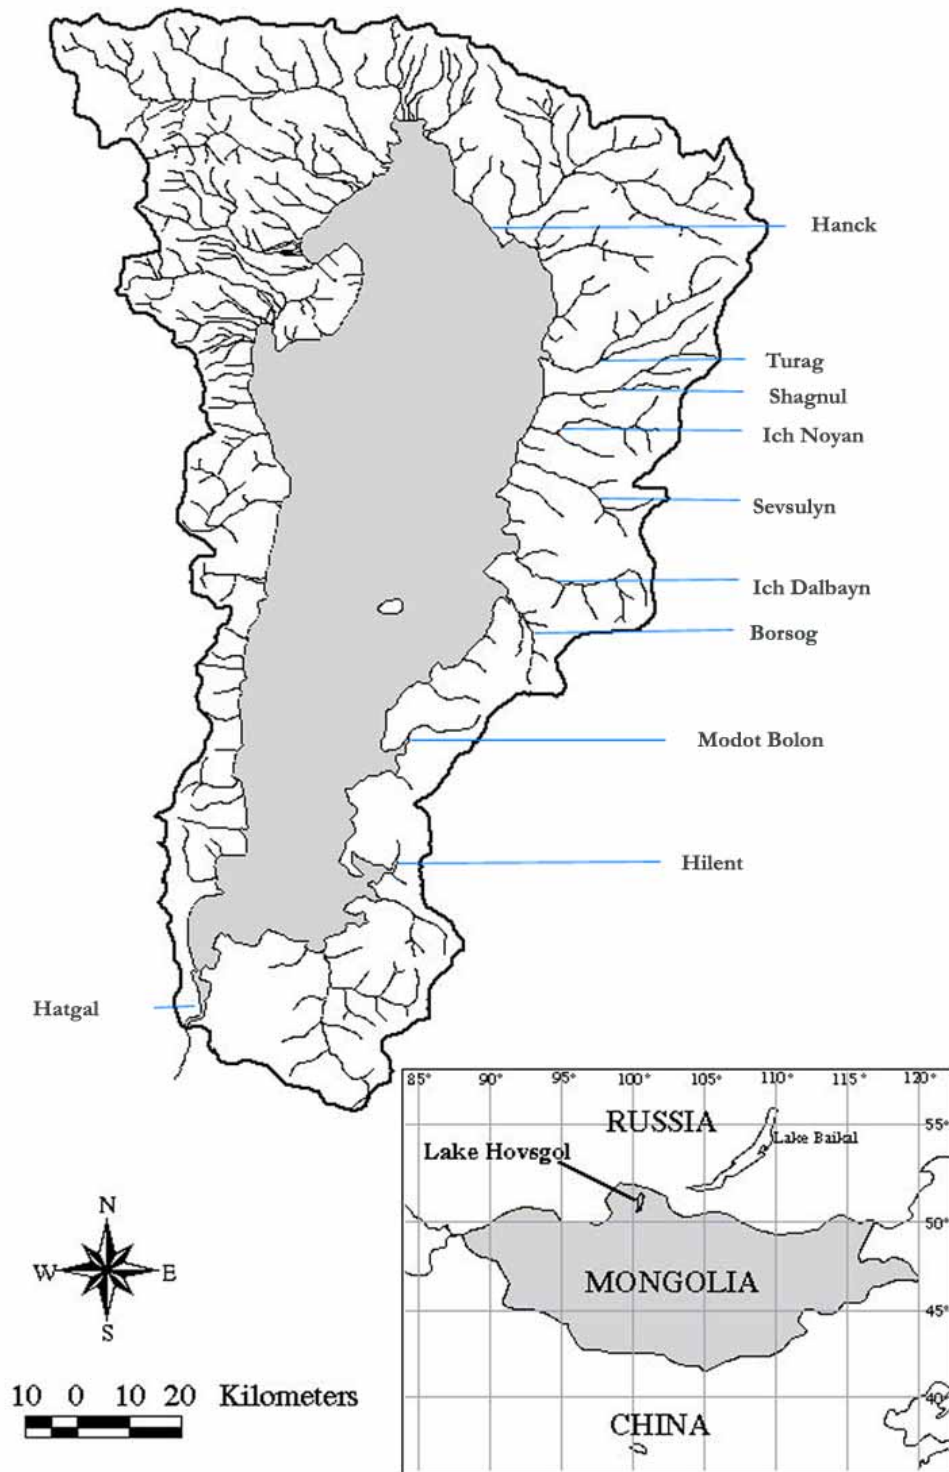 Hanck
Turag
Shagnul
Ich Noyan
Sevsulyn
Ich Dalbayn
Borsog
Modot Bolon
Hilent
Hatgal
85° 90° 95° 100° 105° 110° 115° 120°
RUSSIA
55°
Lake Baikal
Lake Hovsgol
50°
MONGOLIA
45°
40°
CHINA
N
W E
S
10 0 10 20 Kilometers